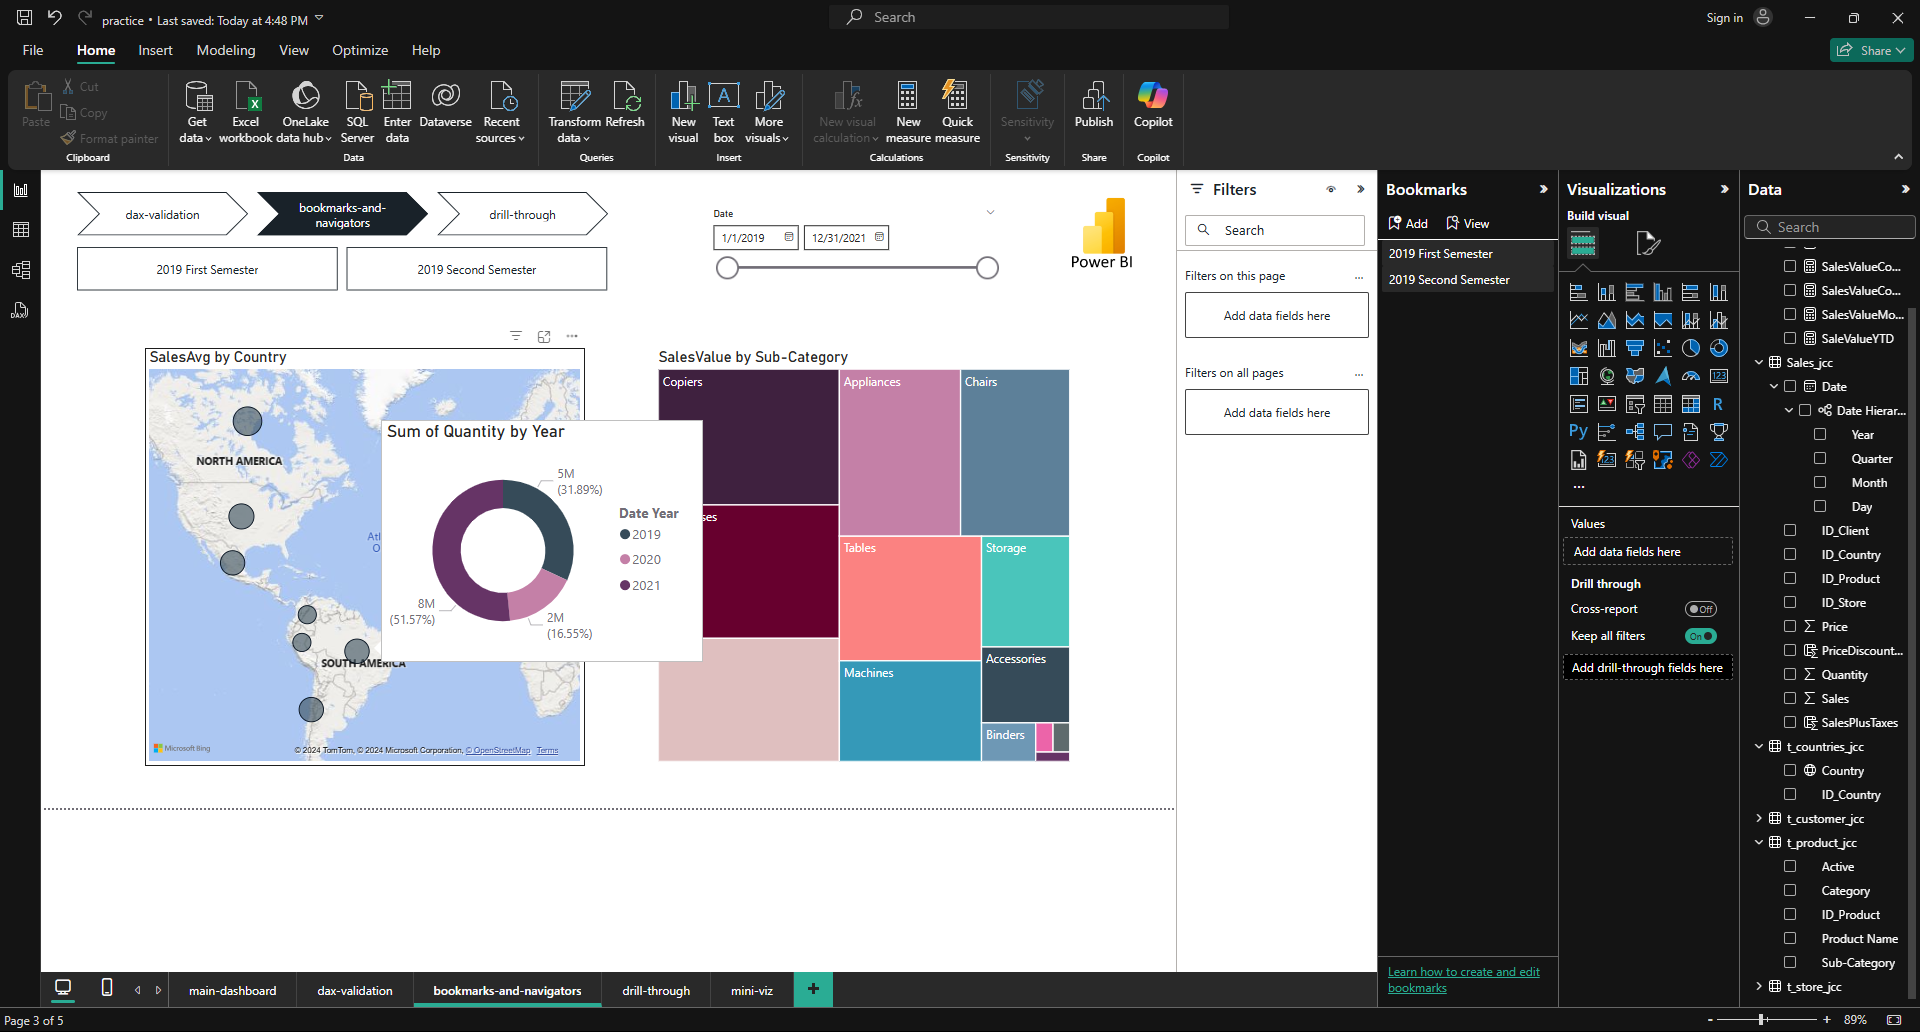 practice • Last saved: Today at 4:48 PM
Search
Sign in
File
Home
Insert
Modeling
View
Optimize
Help
Share
Paste
Cut
Copy
Format painter
Clipboard
Get data
Excel workbook
OneLake data hub
SQL Server
Enter data
Dataverse
Recent sources
Data
Transform data
Refresh
Queries
New visual
Text box
More visuals
Insert
New visual calculation
New measure
Quick measure
Calculations
Sensitivity
Sensitivity
Publish
Share
Copilot
Copilot
dax-validation
bookmarks-and-
navigators
drill-through
2019 First Semester
2019 Second Semester
Date
1/1/2019
12/31/2021
Power BI
SalesAvg by Country
NORTH AMERICA
Atl
O
SOUTH AMERICA
Microsoft Bing
© 2024 TomTom, © 2024 Microsoft Corporation, © OpenStreetMap Terms
Sum of Quantity by Year
5M
(31.89%)
8M
(51.57%)
2M
(16.55%)
Date Year
2019
2020
2021
SalesValue by Sub-Category
Copiers
Appliances
Chairs
ses
Tables
Storage
Machines
Accessories
Binders
Filters
Search
Filters on this page
...
Add data fields here
Filters on all pages
...
Add data fields here
Bookmarks
Add
View
2019 First Semester
2019 Second Semester
Learn how to create and edit
bookmarks
Visualizations
Build visual
123
R
Py
...
Values
Add data fields here
Drill through
Cross-report
Off
Keep all filters
On
Add drill-through fields here
Data
Search
SalesValueCo...
SalesValueCo...
SalesValueMo...
SaleValueYTD
Sales_jcc
Date
Date Hierar...
Year
Quarter
Month
Day
ID_Client
ID_Country
ID_Product
ID_Store
Price
PriceDiscount...
Quantity
Sales
SalesPlusTaxes
t_countries_jcc
Country
ID_Country
t_customer_jcc
t_product_jcc
Active
Category
ID_Product
Product Name
Sub-Category
t_store_jcc
main-dashboard
dax-validation
bookmarks-and-navigators
drill-through
mini-viz
+
Page 3 of 5
- + 89%